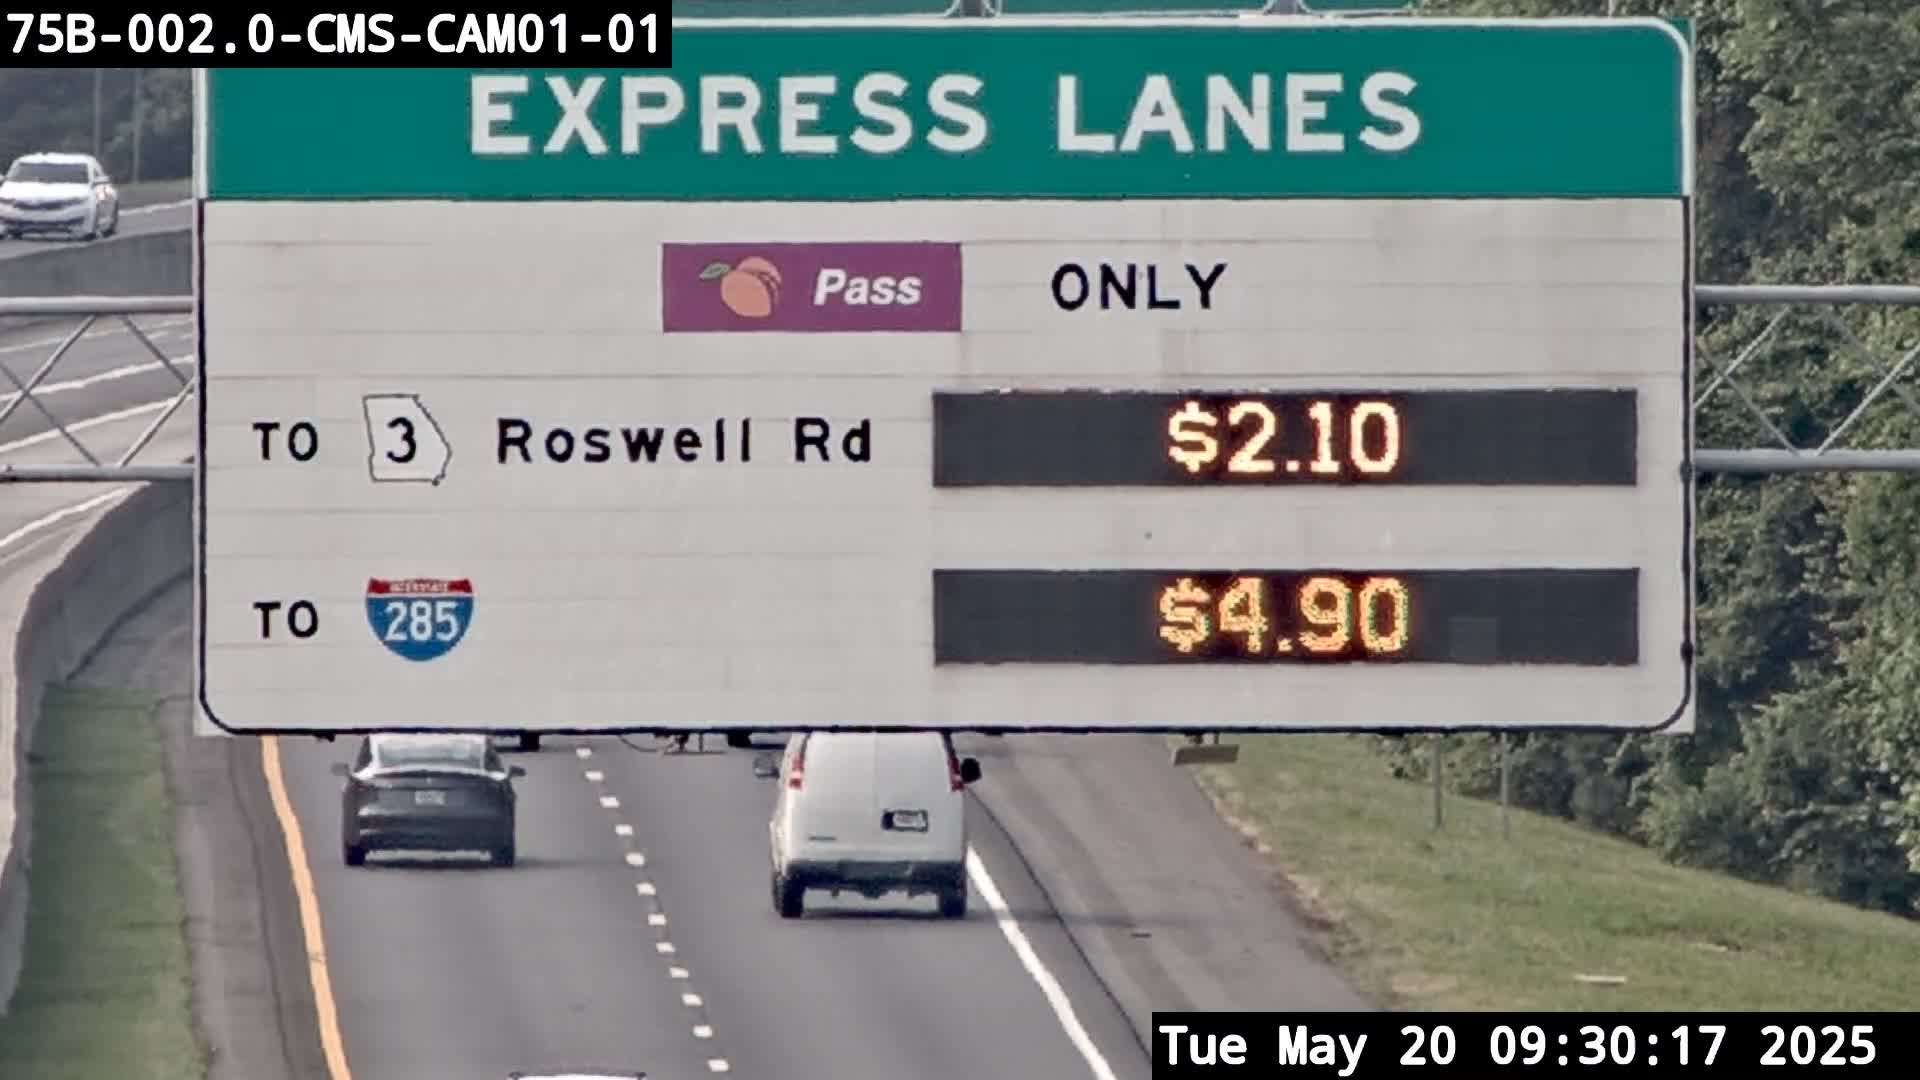 75B-002.0-CMS-CAM01-01
EXPRESS LANES
Pass ONLY
TO 3 Roswell Rd $2.10
INTERSTATE
TO 285 $4.90
Tue May 20 09:30:17 2025